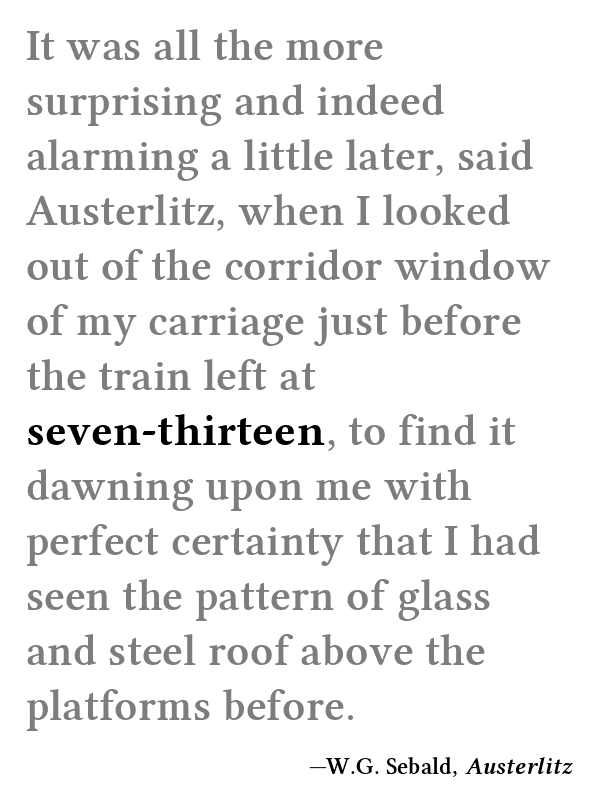 It was all the more
surprising and indeed
alarming a little later, said
Austerlitz, when I looked
out of the corridor window
of my carriage just before
the train left at
seven-thirteen, to find it
dawning upon me with
perfect certainty that I had
seen the pattern of glass
and steel roof above the
platforms before.
—W.G. Sebald, Austerlitz